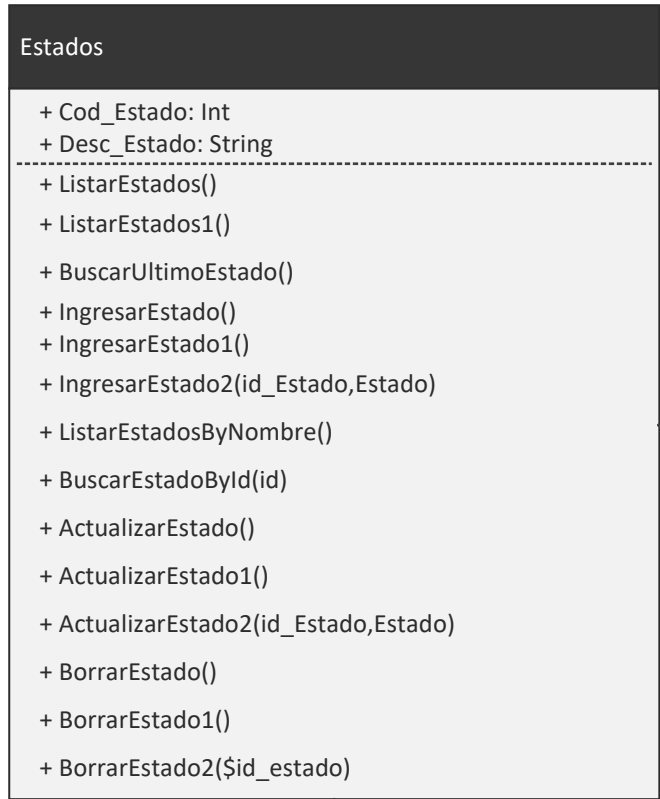 Estados
+ Cod_Estado: Int
+ Desc_Estado: String
+ ListarEstados()
+ ListarEstados1()
+ BuscarUltimoEstado()
+ IngresarEstado()
+ IngresarEstado1()
+ IngresarEstado2(id_Estado,Estado)
+ ListarEstadosByNombre()
+ BuscarEstadoById(id)
+ ActualizarEstado()
+ ActualizarEstado1()
+ ActualizarEstado2(id_Estado,Estado)
+ BorrarEstado()
+ BorrarEstado1()
+ BorrarEstado2($id_estado)